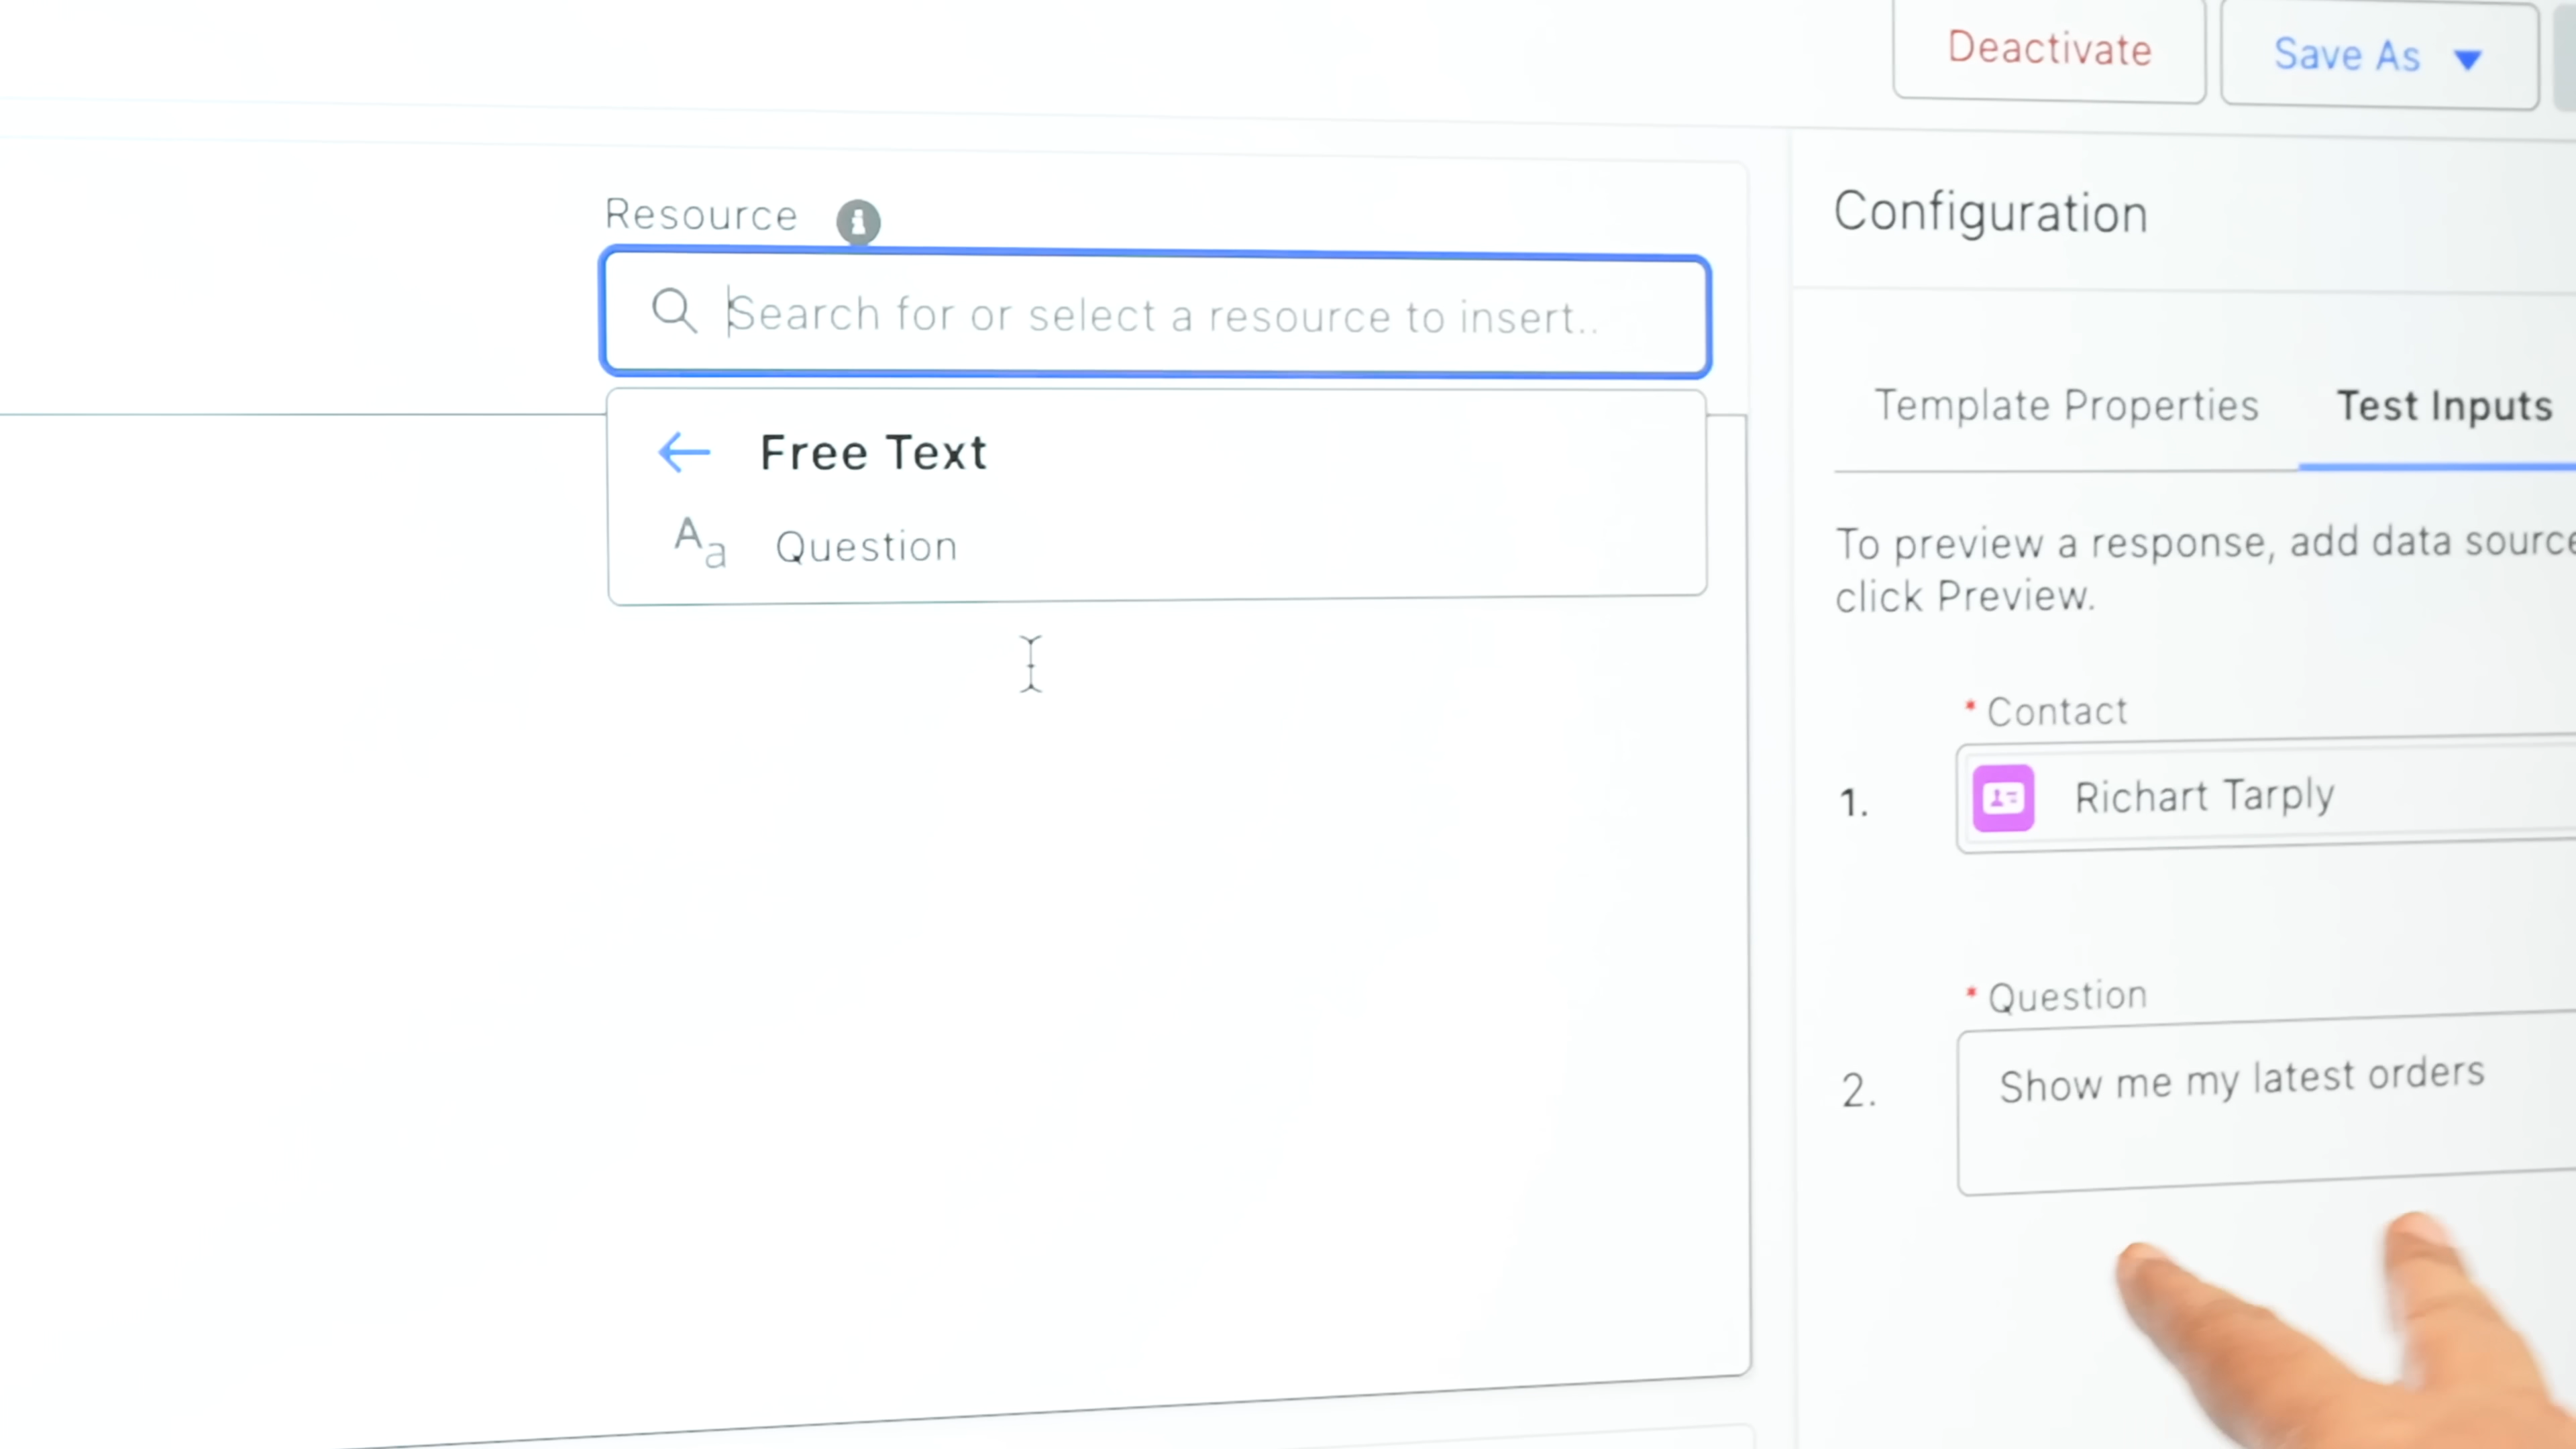 Deactivate
Save As
Resource
Search for or select a resource to insert..
Free Text
Aa Question
Configuration
Template Properties
Test Inputs
To preview a response, add data source
click Preview.
* Contact
1.
Richart Tarply
* Question
2.
Show me my latest orders